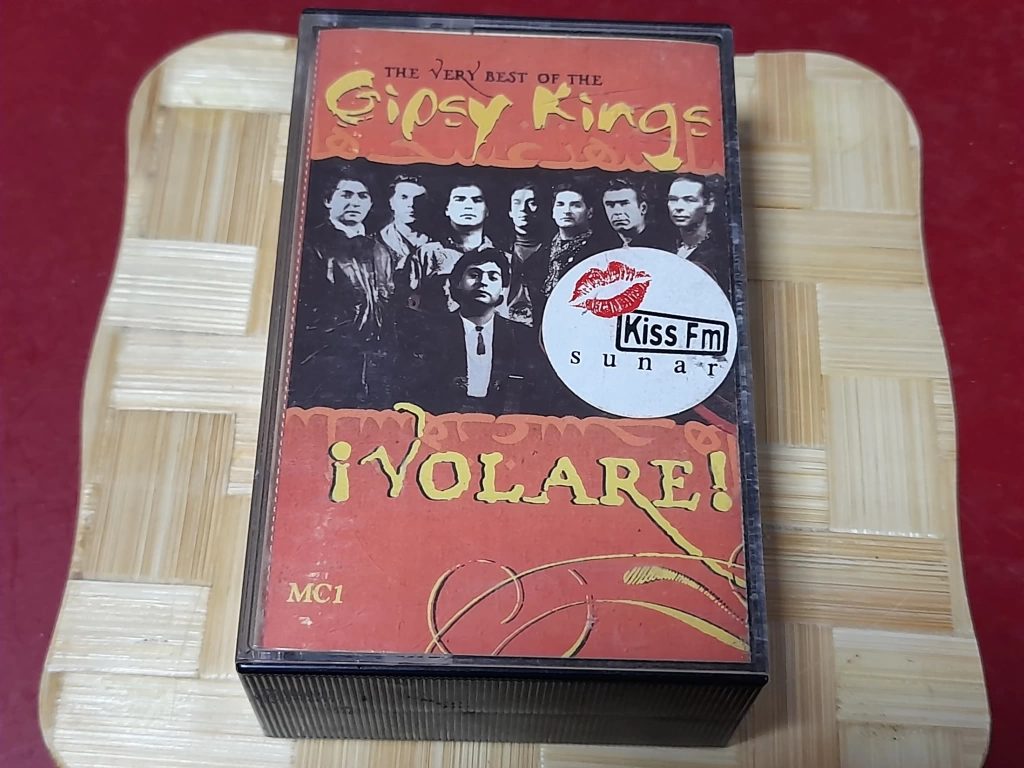 THE VERY BEST OF THE
Gipsy Kings
Kiss Fm
sunar
¡VOLARE!
MC1